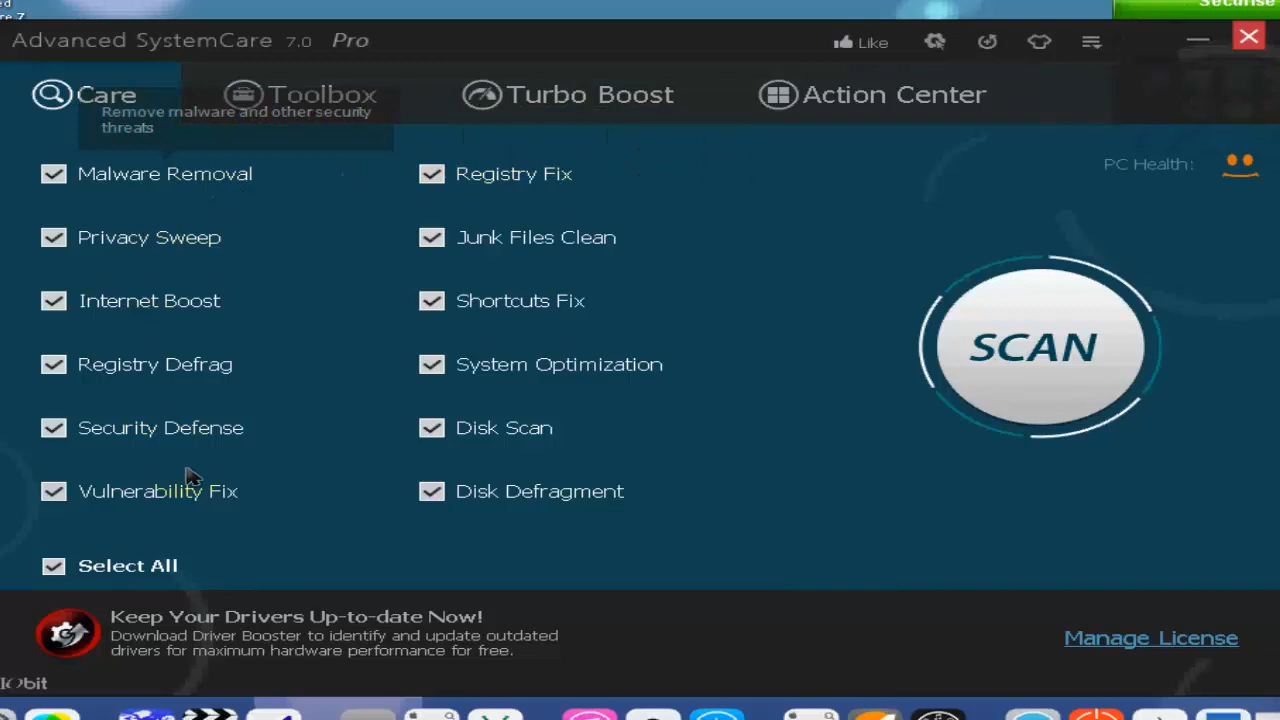 Securise
Advanced SystemCare 7.0 Pro
Like
Care
Toolbox
Turbo Boost
Action Center
Remove malware and other security
threats
Malware Removal
Registry Fix
PC Health:
Privacy Sweep
Junk Files Clean
Internet Boost
Shortcuts Fix
SCAN
Registry Defrag
System Optimization
Security Defense
Disk Scan
Vulnerability Fix
Disk Defragment
Select All
Keep Your Drivers Up-to-date Now!
Download Driver Booster to identify and update outdated
drivers for maximum hardware performance for free.
Manage License
IObit